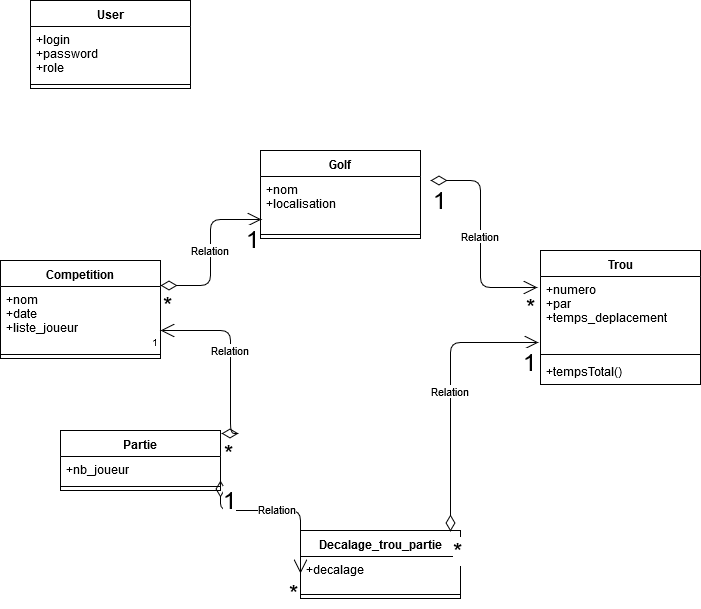 User
+login
+password
+role
Golf
+nom
+localisation
1
1
Relation
Relation
Competition
+nom
+date
+liste_joueur
1
*
Trou
+numero
+par
+temps_deplacement
+tempsTotal()
*
1
Relation
Relation
Partie
+nb_joueur
*
1
Relation
Decalage_trou_partie
+decalage
*
*